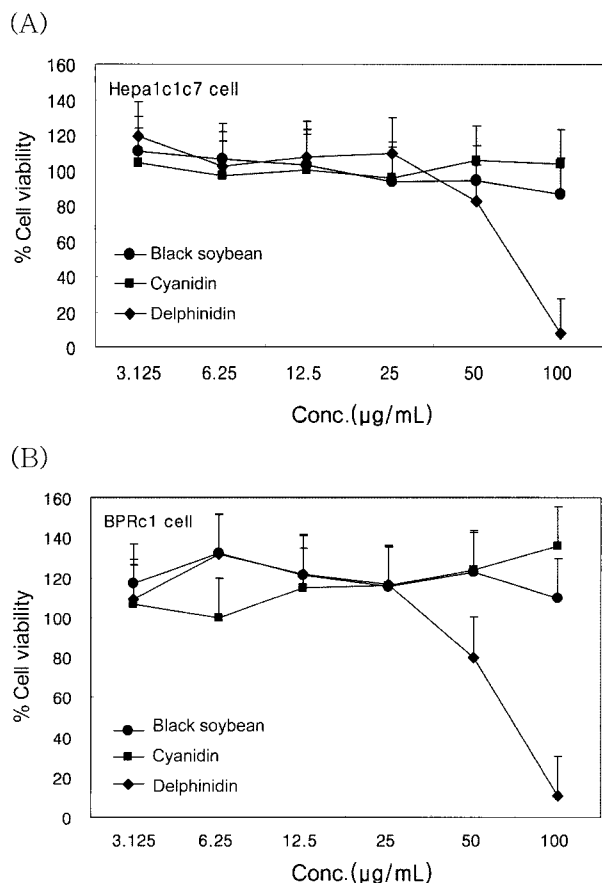 (A)
160
140
120
100
80
60
40
20
0
% Cell viability
Hepa1c1c7 cell
Black soybean
Cyanidin
Delphinidin
3.125 6.25 12.5 25 50 100
Conc.(μg/mL)
(B)
160
140
120
100
80
60
40
20
0
% Cell viability
BPRc1 cell
Black soybean
Cyanidin
Delphinidin
3.125 6.25 12.5 25 50 100
Conc.(μg/mL)